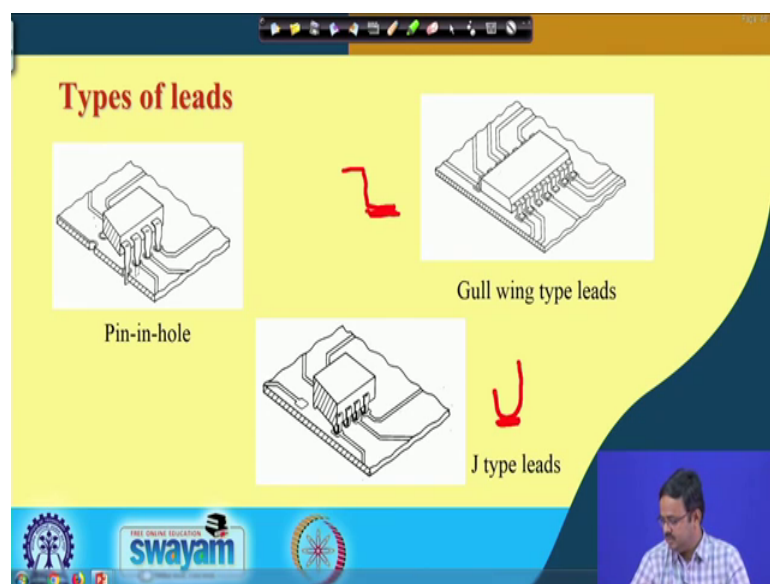 Types of leads
Gull wing type leads
Pin-in-hole
J type leads
FREE ONLINE EDUCATION
swayam